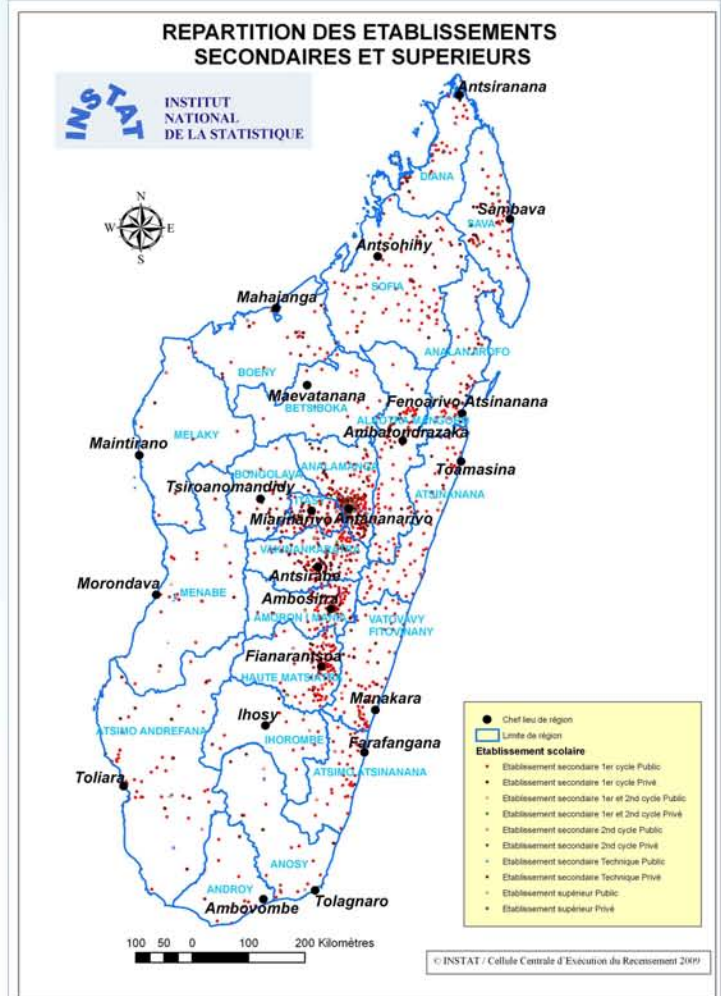 REPARTITION DES ETABLISSEMENTS
SECONDAIRES ET SUPERIEURS
INSTAT
INSTITUT
NATIONAL
DE LA STATISTIQUE
N
W
E
S
Antsiranana
DIANA
Sambava
SAVA
Antsohihy
SOFIA
Mahajanga
ANALANJIROFO
BOENY
Maevatanana
BETSIBOKA
Fenoarivo Atsinanana
ALAOTRA MANGORO
Ambatondrazaka
MELAKY
Maintirano
ANALAMANGA
Toamasina
BONGOLAVA
Tsiroanomandidy
ATSINANANA
Miarinarivo
Antananarivo
VAKINANKARATRA
Antsirabe
Morondava
MENABE
Ambositra
AMORON I MANIA
VATOVAVY
FITOVINANY
Fianarantsoa
HAUTE MATSIATRA
Manakara
Ihosy
ATSIMO ANDREFANA
IHOROMBE
Farafangana
ATSIMO ATSINANANA
Toliara
ANOSY
ANDROY
Ambovombe
Tolagnaro
100 50 0 100 200 Kilomètres
Chef lieu de région
Limite de région
Etablissement scolaire
Etablissement secondaire 1er cycle Public
Etablissement secondaire 1er cycle Privé
Etablissement secondaire 1er et 2nd cycle Public
Etablissement secondaire 1er et 2nd cycle Privé
Etablissement secondaire 2nd cycle Public
Etablissement secondaire 2nd cycle Privé
Etablissement secondaire Technique Public
Etablissement secondaire Technique Privé
Etablissement supérieur Public
Etablissement supérieur Privé
© INSTAT / Cellule Centrale d'Exécution du Recensement 2009